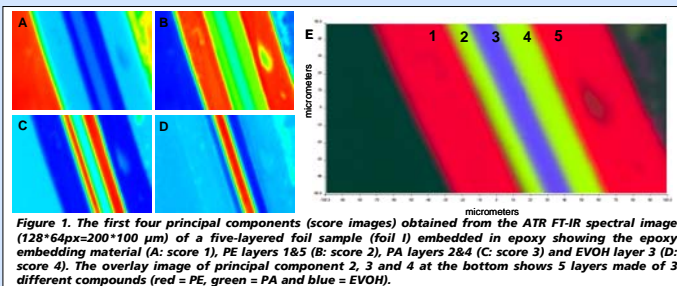 A
B
C
D
E
1 2 3 4 5
micrometers
micrometers
Figure 1. The first four principal components (score images) obtained from the ATR FT-IR spectral image
(128*64px=200*100 µm) of a five-layered foil sample (foil I) embedded in epoxy showing the epoxy
embedding material (A: score 1), PE layers 1&5 (B: score 2), PA layers 2&4 (C: score 3) and EVOH layer 3 (D:
score 4). The overlay image of principal component 2, 3 and 4 at the bottom shows 5 layers made of 3
different compounds (red = PE, green = PA and blue = EVOH).